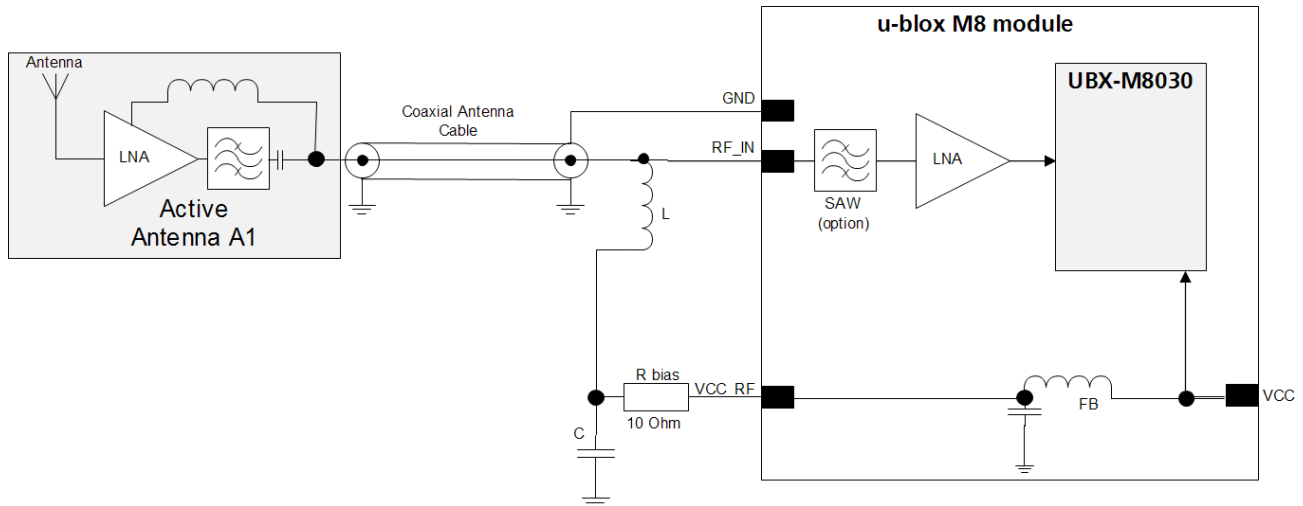 u-blox M8 module
Antenna
UBX-M8030
GND
Coaxial Antenna
Cable
RF_IN
LNA
LNA
SAW
(option)
Active
Antenna A1
L
R bias
VCC_RF
10 Ohm
C
FB
VCC